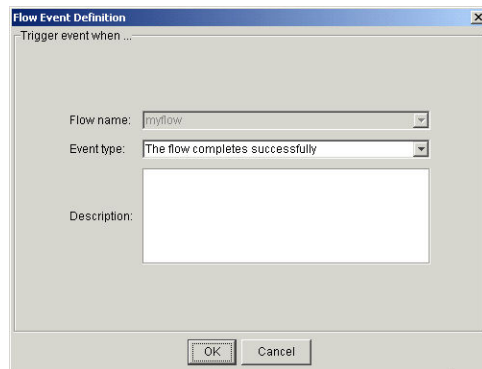 Flow Event Definition
Trigger event when ...
Flow name: myflow
Event type: The flow completes successfully
Description:
OK Cancel